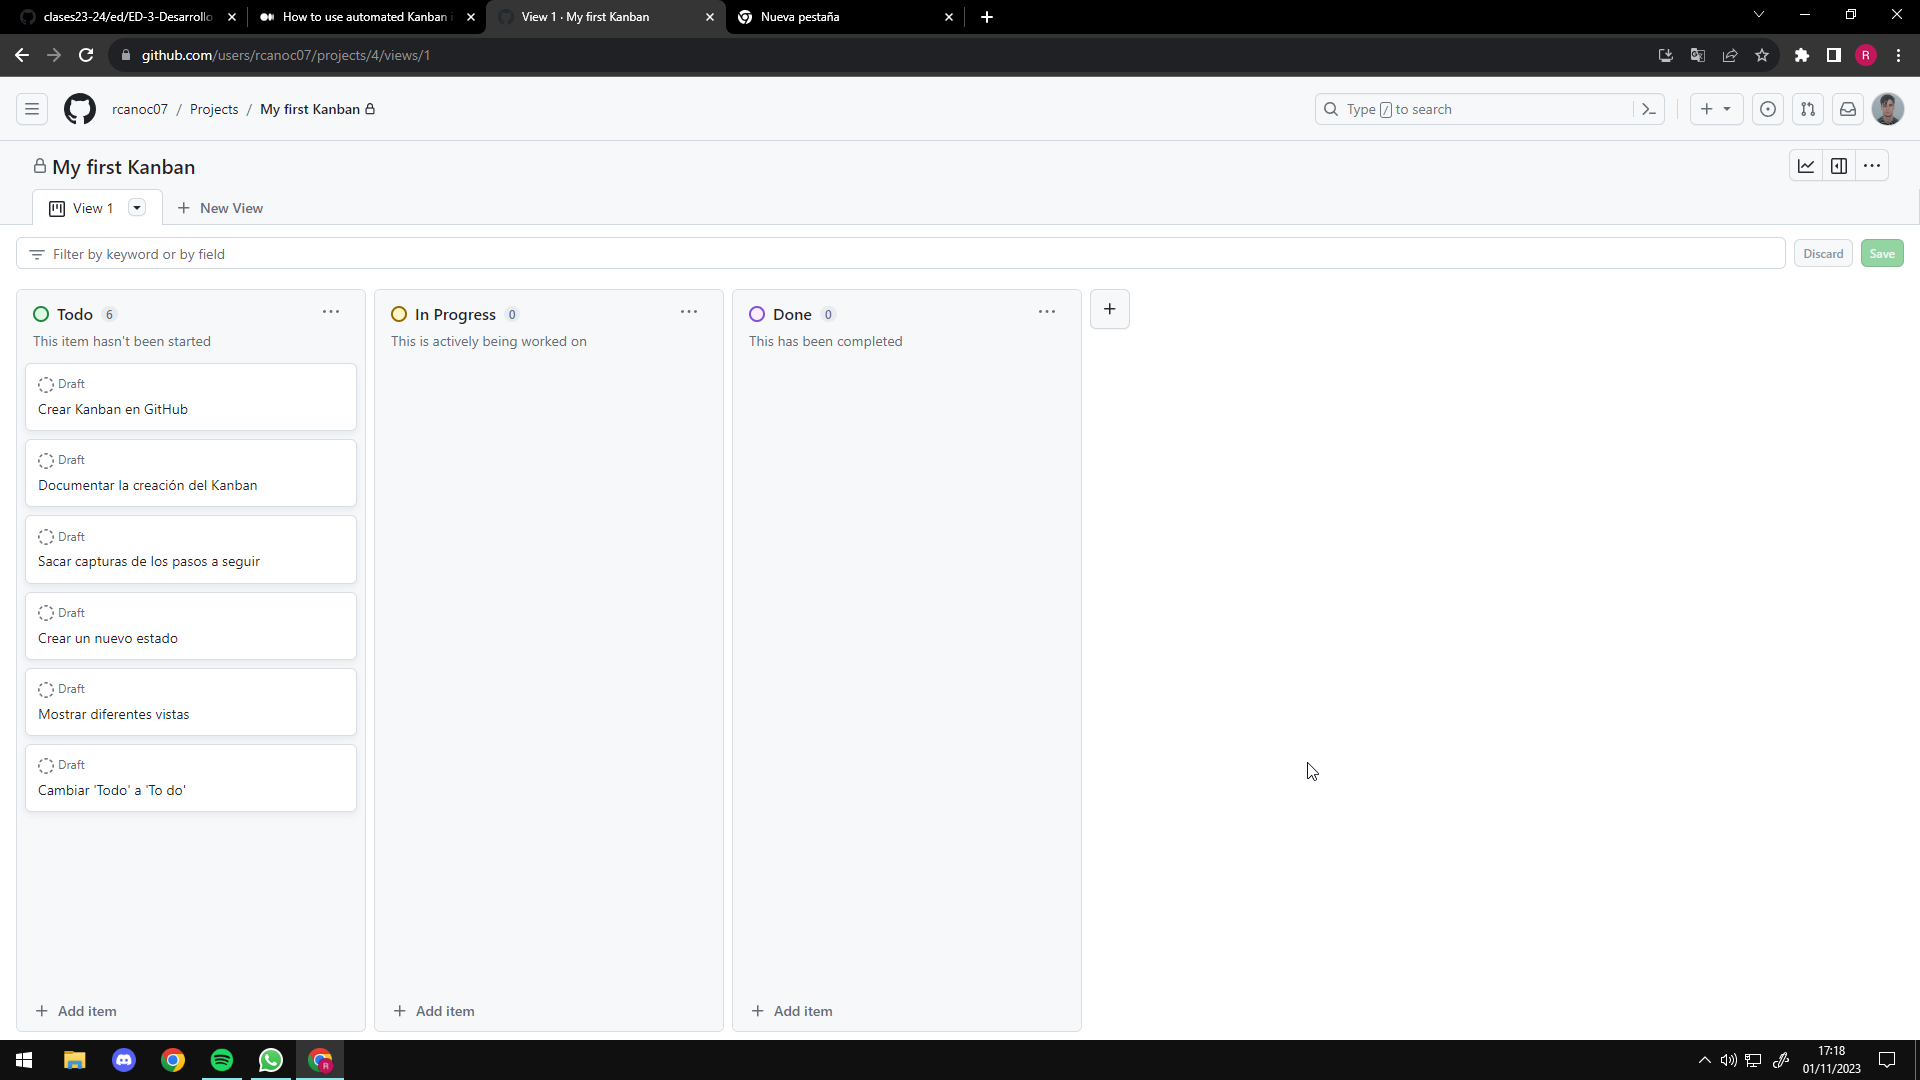 clases23-24/ed/ED-3-Desarrollo
How to use automated Kanban i
View 1 · My first Kanban
Nueva pestaña
github.com/users/rcanoc07/projects/4/views/1
R
rcanoc07 / Projects / My first Kanban
Type / to search
My first Kanban
View 1
New View
Filter by keyword or by field
Discard
Save
Todo 6
This item hasn't been started
Draft
Crear Kanban en GitHub
Draft
Documentar la creación del Kanban
Draft
Sacar capturas de los pasos a seguir
Draft
Crear un nuevo estado
Draft
Mostrar diferentes vistas
Draft
Cambiar 'Todo' a 'To do'
+ Add item
In Progress 0
This is actively being worked on
+ Add item
Done 0
This has been completed
+ Add item
R
17:18
01/11/2023